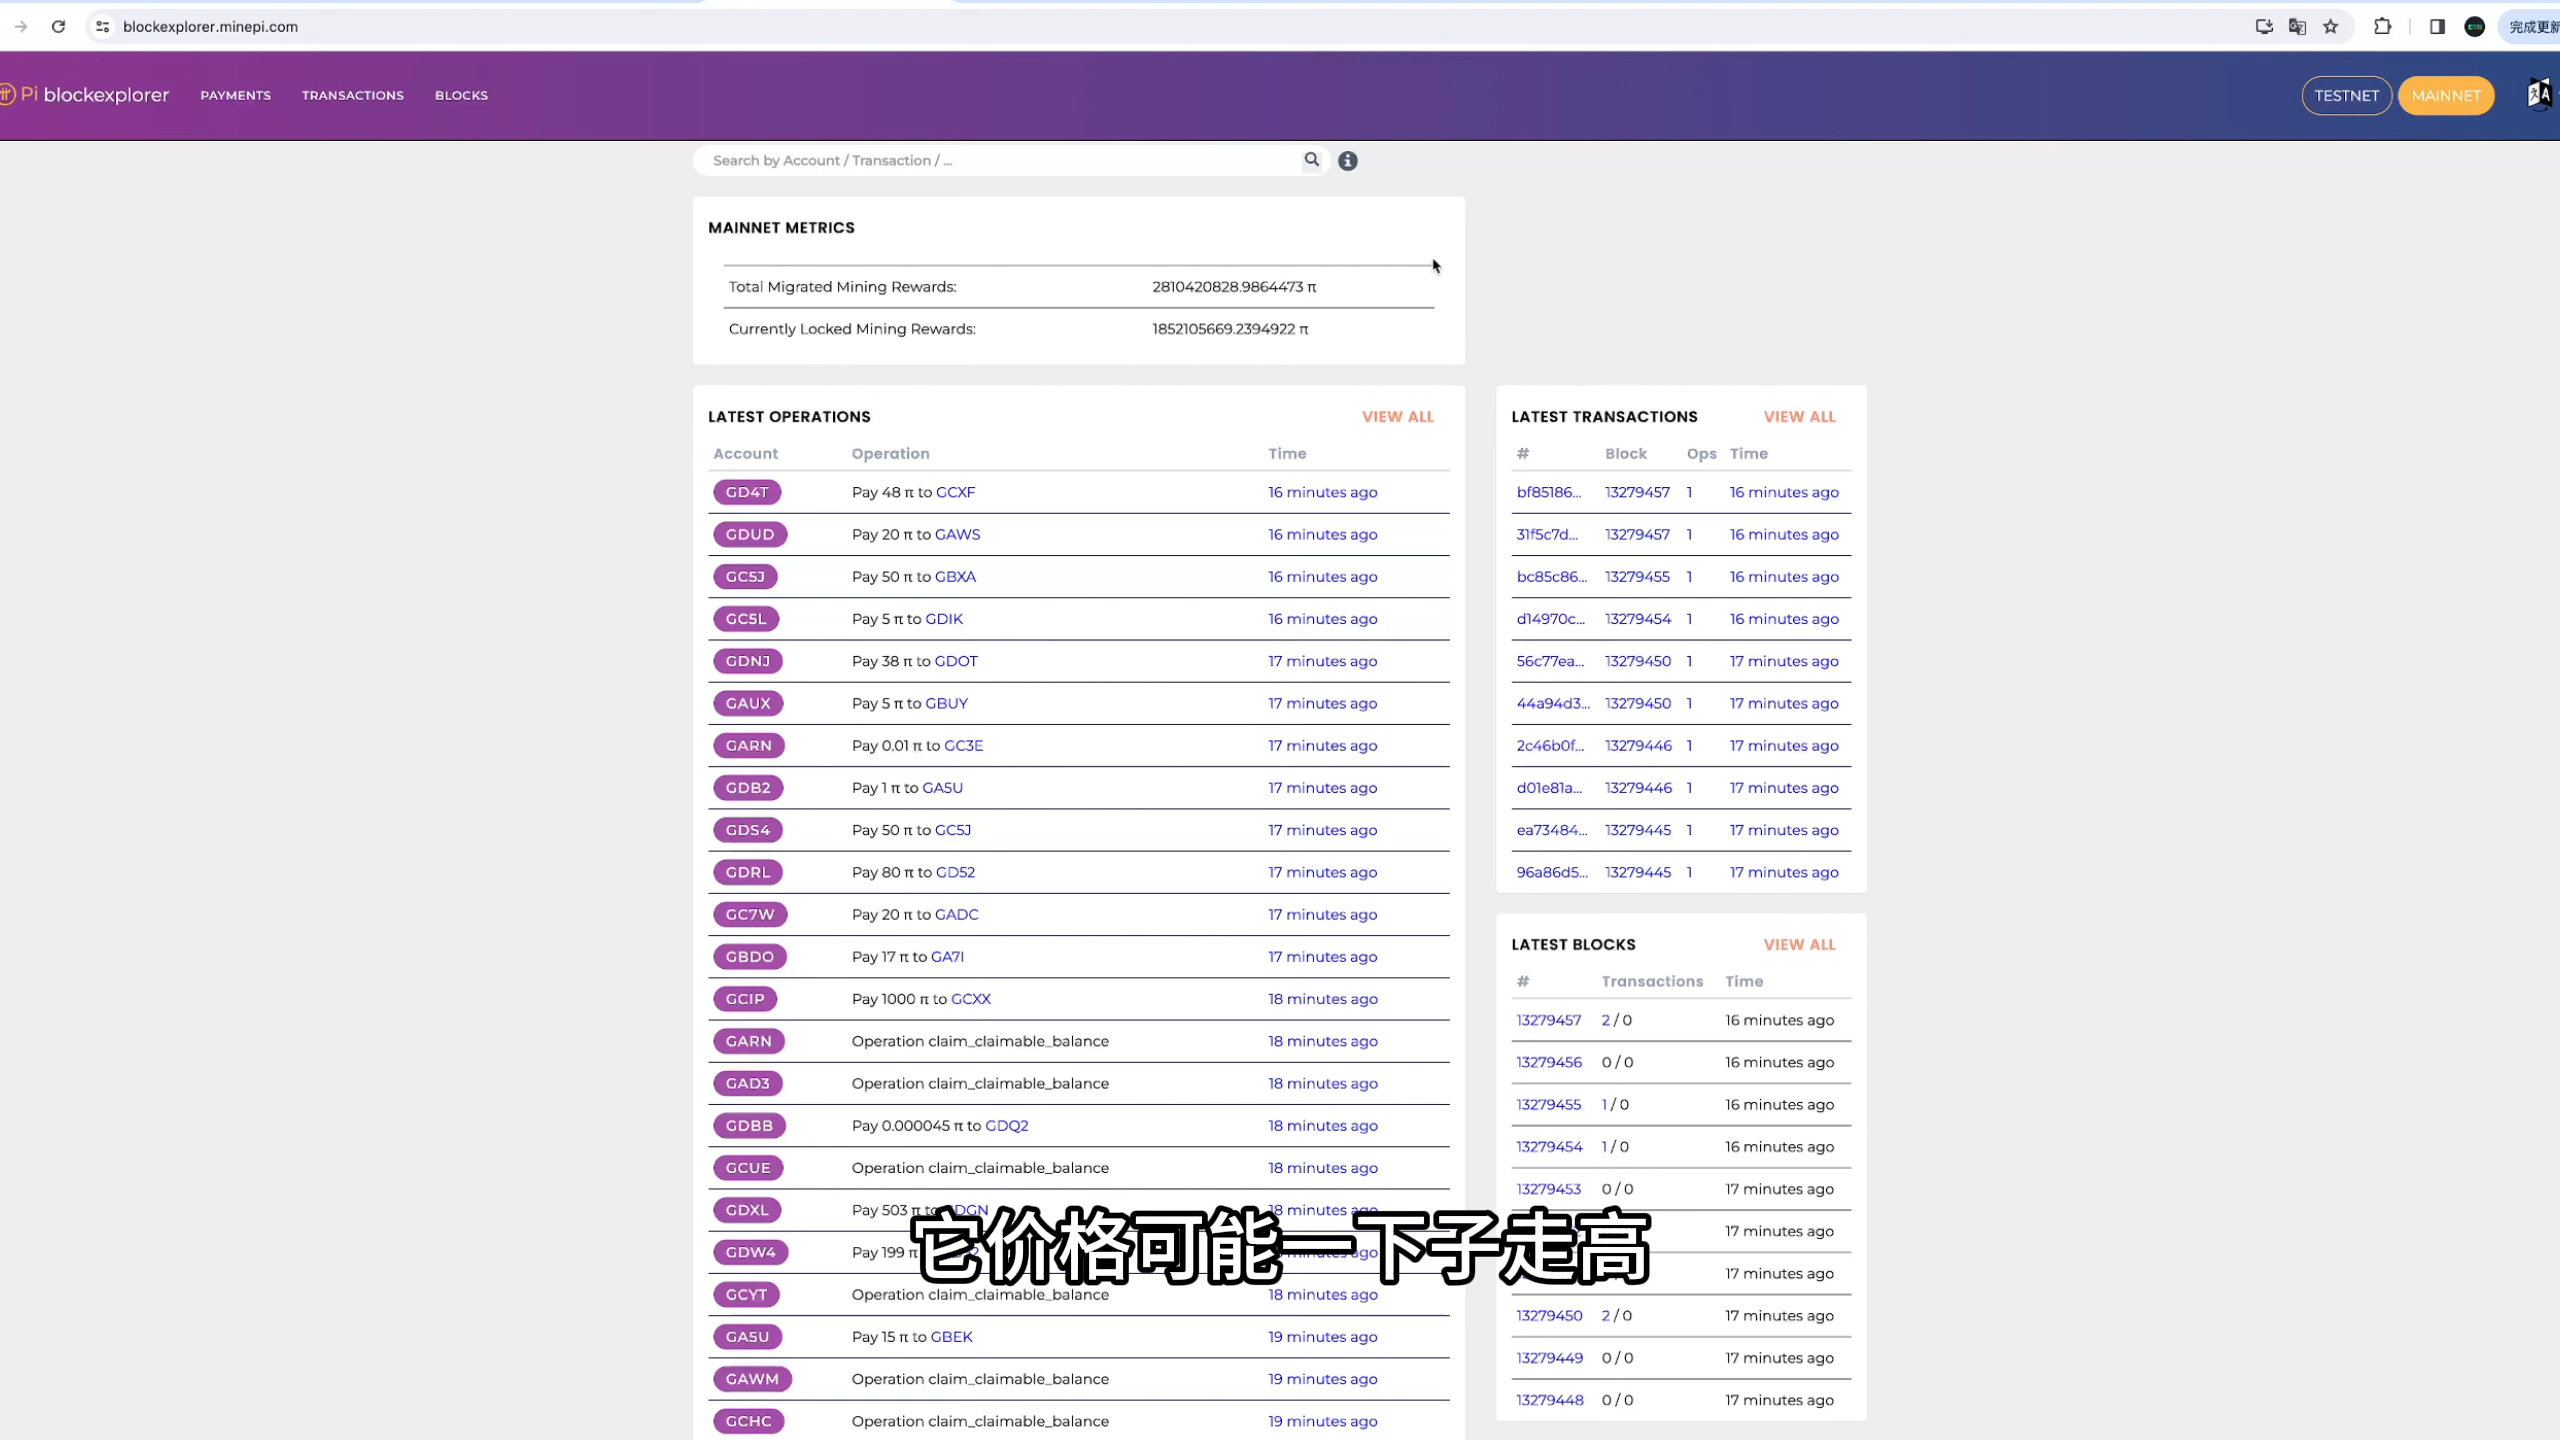 blockexplorer.minepi.com
完成更新
Pi blockexplorer
PAYMENTS
TRANSACTIONS
BLOCKS
TESTNET
MAINNET
Search by Account / Transaction / ...
MAINNET METRICS
Total Migrated Mining Rewards: 2810420828.9864473 π
Currently Locked Mining Rewards: 1852105669.2394922 π
LATEST OPERATIONS VIEW ALL
Account Operation Time
GD4T Pay 48 π to GCXF 16 minutes ago
GDUD Pay 20 π to GAWS 16 minutes ago
GC5J Pay 50 π to GBXA 16 minutes ago
GC5L Pay 5 π to GDIK 16 minutes ago
GDNJ Pay 38 π to GDOT 17 minutes ago
GAUX Pay 5 π to GBUY 17 minutes ago
GARN Pay 0.01 π to GC3E 17 minutes ago
GDB2 Pay 1 π to GA5U 17 minutes ago
GDS4 Pay 50 π to GC5J 17 minutes ago
GDRL Pay 80 π to GD52 17 minutes ago
GC7W Pay 20 π to GADC 17 minutes ago
GBDO Pay 17 π to GA7I 17 minutes ago
GCIP Pay 1000 π to GCXX 18 minutes ago
GARN Operation claim_claimable_balance 18 minutes ago
GAD3 Operation claim_claimable_balance 18 minutes ago
GDBB Pay 0.000045 π to GDQ2 18 minutes ago
GCUE Operation claim_claimable_balance 18 minutes ago
GDXL Pay 503 π to 18 minutes ago
GDW4 Pay 199 π
GCYT Operation claim_claimable_balance 18 minutes ago
GA5U Pay 15 π to GBEK 19 minutes ago
GAWM Operation claim_claimable_balance 19 minutes ago
GCHC Operation claim_claimable_balance 19 minutes ago
LATEST TRANSACTIONS VIEW ALL
# Block Ops Time
bf85186... 13279457 1 16 minutes ago
31f5c7d... 13279457 1 16 minutes ago
bc85c86... 13279455 1 16 minutes ago
d14970c... 13279454 1 16 minutes ago
56c77ea... 13279450 1 17 minutes ago
44a94d3... 13279450 1 17 minutes ago
2c46b0f... 13279446 1 17 minutes ago
d01e81a... 13279446 1 17 minutes ago
ea73484... 13279445 1 17 minutes ago
96a86d5... 13279445 1 17 minutes ago
LATEST BLOCKS VIEW ALL
# Transactions Time
13279457 2 / 0 16 minutes ago
13279456 0 / 0 16 minutes ago
13279455 1 / 0 16 minutes ago
13279454 1 / 0 16 minutes ago
13279453 0 / 0 17 minutes ago
17 minutes ago
17 minutes ago
13279450 2 / 0 17 minutes ago
13279449 0 / 0 17 minutes ago
13279448 0 / 0 17 minutes ago
它价格可能一下子走高